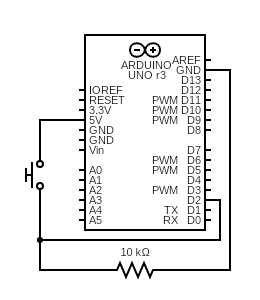 ARDUINO
UNO r3
AREF
GND
D13
IOREF
D12
RESET
PWM D11
3.3V
PWM D10
5V
PWM D9
GND
D8
GND
Vin
D7
PWM D6
A0
PWM D5
A1
D4
A2
PWM D3
A3
D2
A4
TX D1
A5
RX D0
10 kΩ